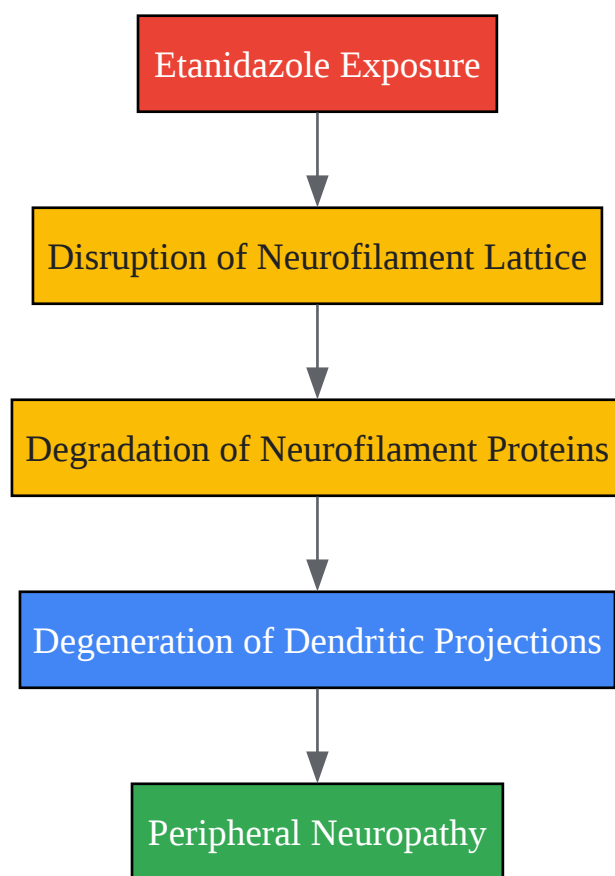 Etanidazole Exposure
Disruption of Neurofilament Lattice
Degradation of Neurofilament Proteins
Degeneration of Dendritic Projections
Peripheral Neuropathy